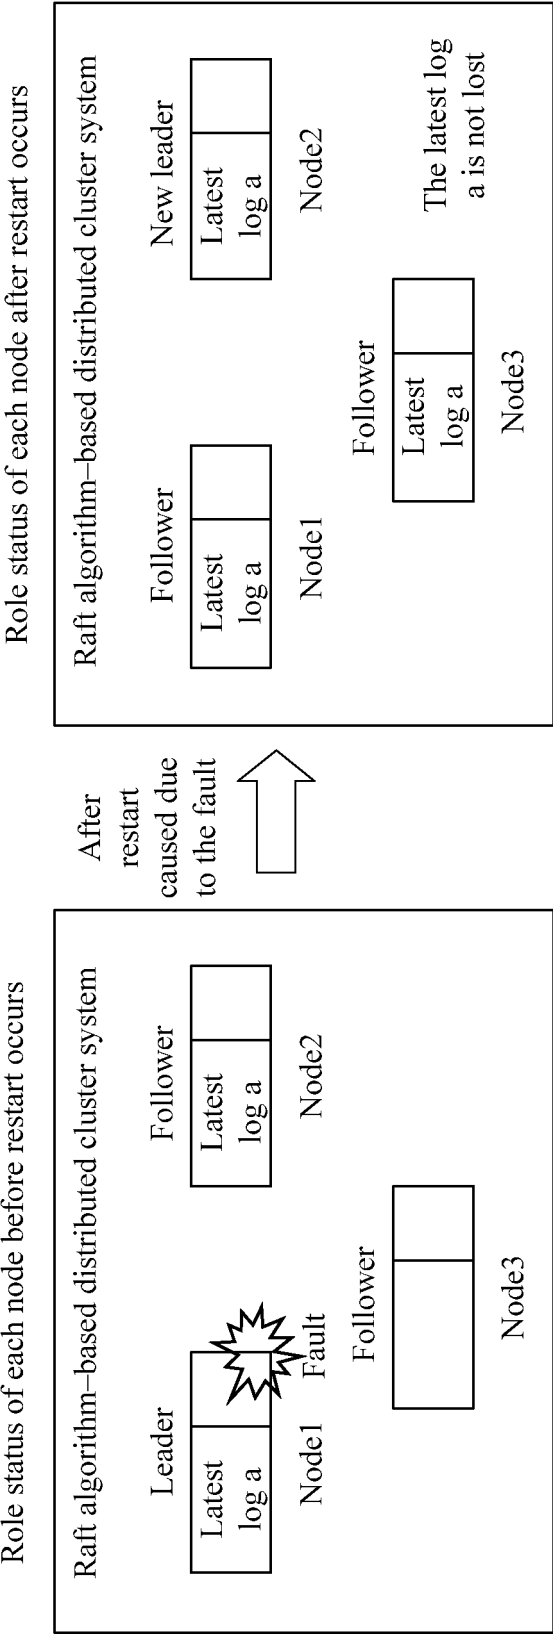 Role status of each node before restart occurs
Raft algorithm–based distributed cluster system
Leader
Latest
log a
Node1
Fault
Follower
Latest
log a
Node2
Follower
Node3
After
restart
caused due
to the fault
Role status of each node after restart occurs
Raft algorithm–based distributed cluster system
Follower
Latest
log a
Node1
New leader
Latest
log a
Node2
Follower
Latest
log a
Node3
The latest log
a is not lost